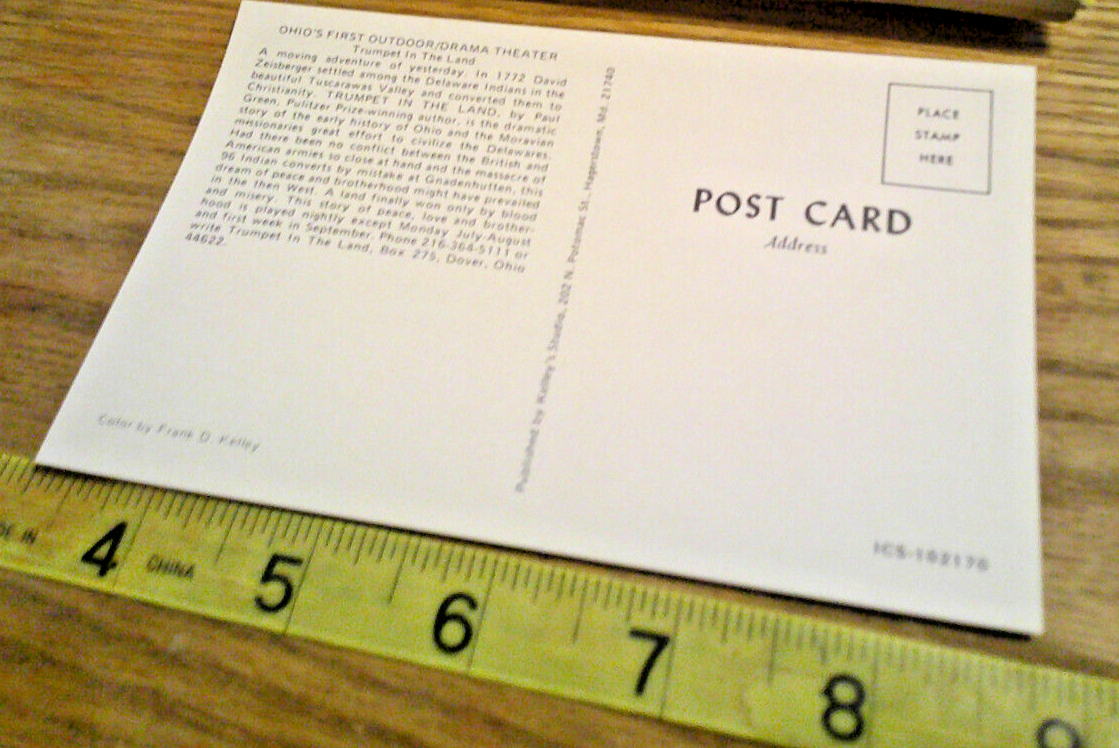 OHIO'S FIRST OUTDOOR/DRAMA THEATER
Trumpet In The Land
A moving adventure of yesterday. In 1772 David
Zeisberger settled among the Delaware Indians in the
beautiful Tuscarawas Valley and converted them to
Christianity. TRUMPET IN THE LAND, by Paul
Green, Pulitzer Prize-winning author, is the dramatic
story of the early history of Ohio and the Moravian
missionaries great effort to civilize the Delawares.
Had there been no conflict between the British and
American armies so close at hand and the massacre of
96 Indian converts by mistake at Gnadenhutten, this
dream of peace and brotherhood might have prevailed
in the then West. A land finally won only by blood
and misery. This story of peace, love and brother-
hood is played nightly except Monday July-August
and first week in September. Phone 216-364-5111 or
write Trumpet In The Land, Box 275, Dover, Ohio
44622.
Color by Frank D. Kelley
Published by Kelley's Studio, 202 N. Potomac St., Hagerstown, Md. 21740
PLACE
STAMP
HERE
POST CARD
Address
ICS-102170
IN
CHINA
4 5 6 7 8 9